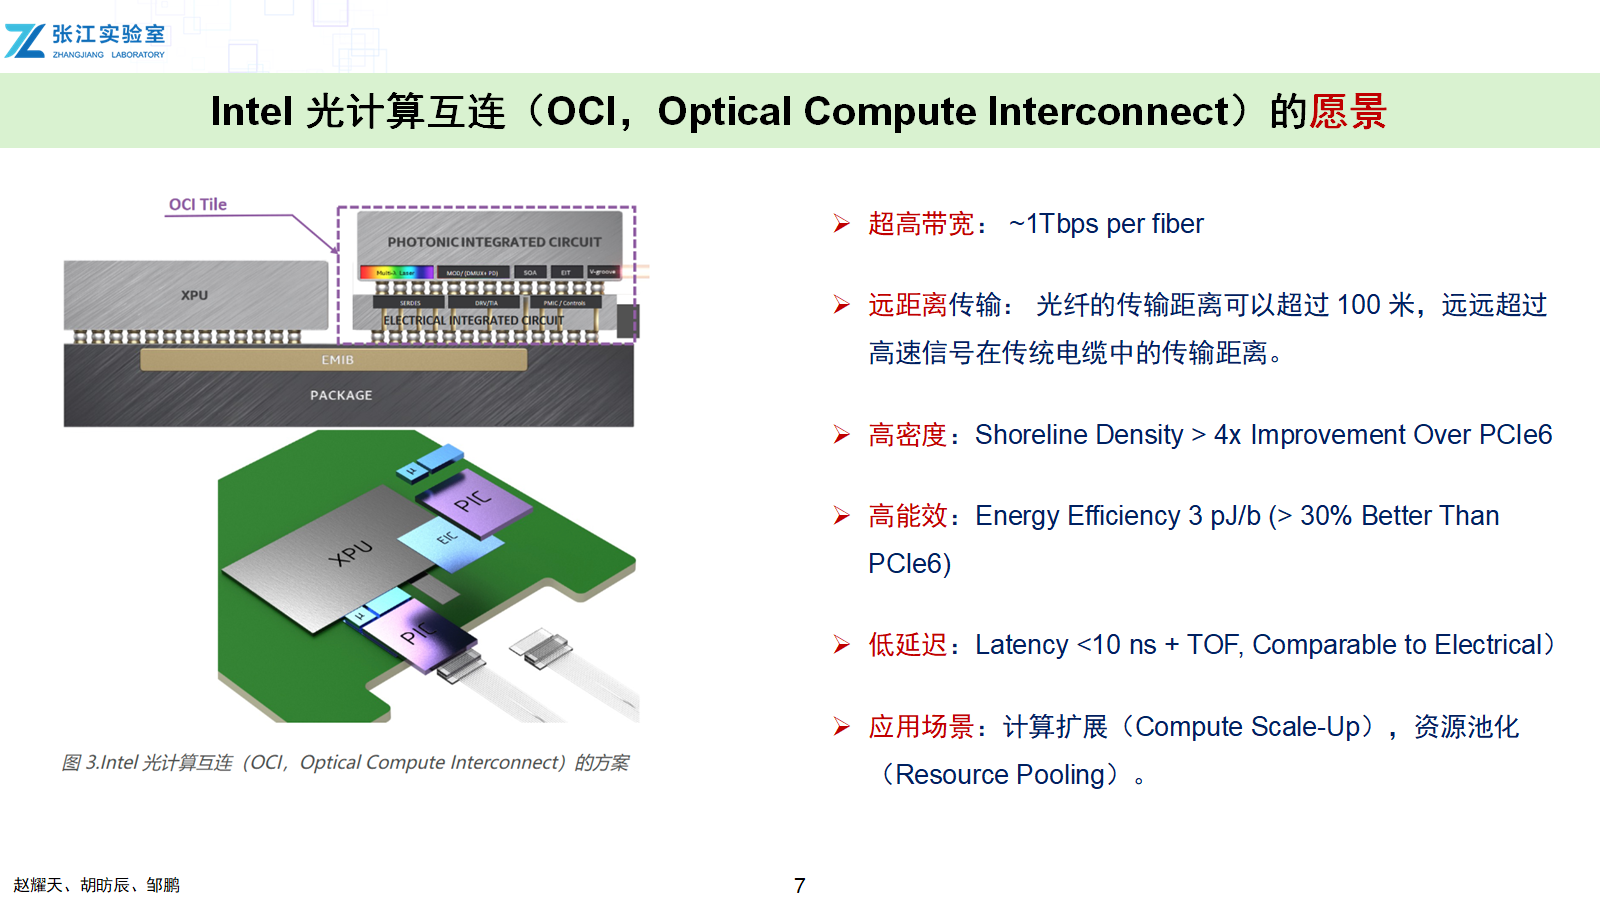 张江实验室
ZHANGJIANG LABORATORY
Intel 光计算互连（OCI，Optical Compute Interconnect）的愿景
OCI Tile
PHOTONIC INTEGRATED CIRCUIT
Multi-λ Laser
MOD/ (DMUX+ PD)
SOA
EIT
V-groove
XPU
SERDES
DRV/TIA
PMIC / Controls
ELECTRICAL INTEGRATED CIRCUIT
EMIB
PACKAGE
μ
PIC
EIC
XPU
μ
PIC
图 3.Intel 光计算互连（OCI，Optical Compute Interconnect）的方案
➢ 超高带宽： ~1Tbps per fiber
➢ 远距离传输： 光纤的传输距离可以超过 100 米，远远超过
高速信号在传统电缆中的传输距离。
➢ 高密度：Shoreline Density > 4x Improvement Over PCIe6
➢ 高能效：Energy Efficiency 3 pJ/b (> 30% Better Than
PCIe6)
➢ 低延迟：Latency <10 ns + TOF, Comparable to Electrical）
➢ 应用场景：计算扩展（Compute Scale-Up），资源池化
（Resource Pooling）。
赵耀天、胡昉辰、邹鹏
7